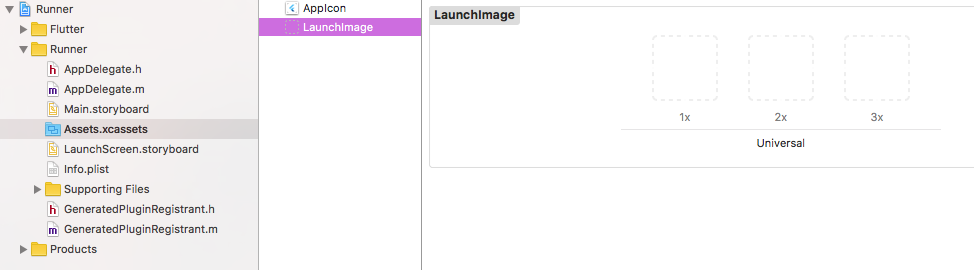 Runner
Flutter
Runner
AppDelegate.h
AppDelegate.m
Main.storyboard
Assets.xcassets
LaunchScreen.storyboard
Info.plist
Supporting Files
GeneratedPluginRegistrant.h
GeneratedPluginRegistrant.m
Products
AppIcon
LaunchImage
LaunchImage
1x 2x 3x
Universal